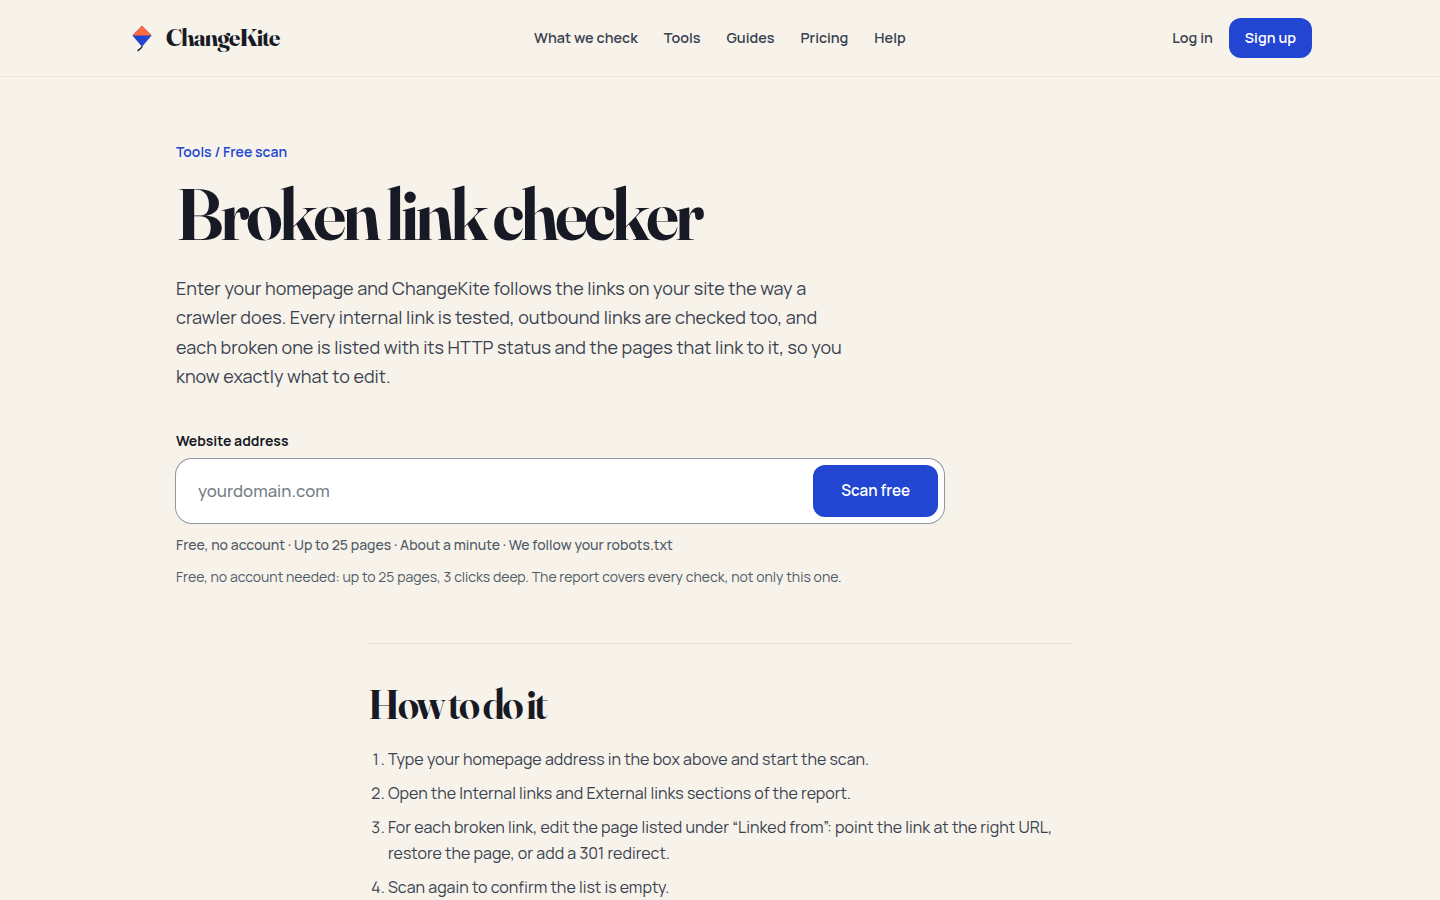 ChangeKite
What we check
Tools
Guides
Pricing
Help
Log in
Sign up
Tools / Free scan
Broken link checker
Enter your homepage and ChangeKite follows the links on your site the way a
crawler does. Every internal link is tested, outbound links are checked too, and
each broken one is listed with its HTTP status and the pages that link to it, so you
know exactly what to edit.
Website address
yourdomain.com
Scan free
Free, no account · Up to 25 pages · About a minute · We follow your robots.txt
Free, no account needed: up to 25 pages, 3 clicks deep. The report covers every check, not only this one.
How to do it
1. Type your homepage address in the box above and start the scan.
2. Open the Internal links and External links sections of the report.
3. For each broken link, edit the page listed under “Linked from”: point the link at the right URL,
restore the page, or add a 301 redirect.
4. Scan again to confirm the list is empty.